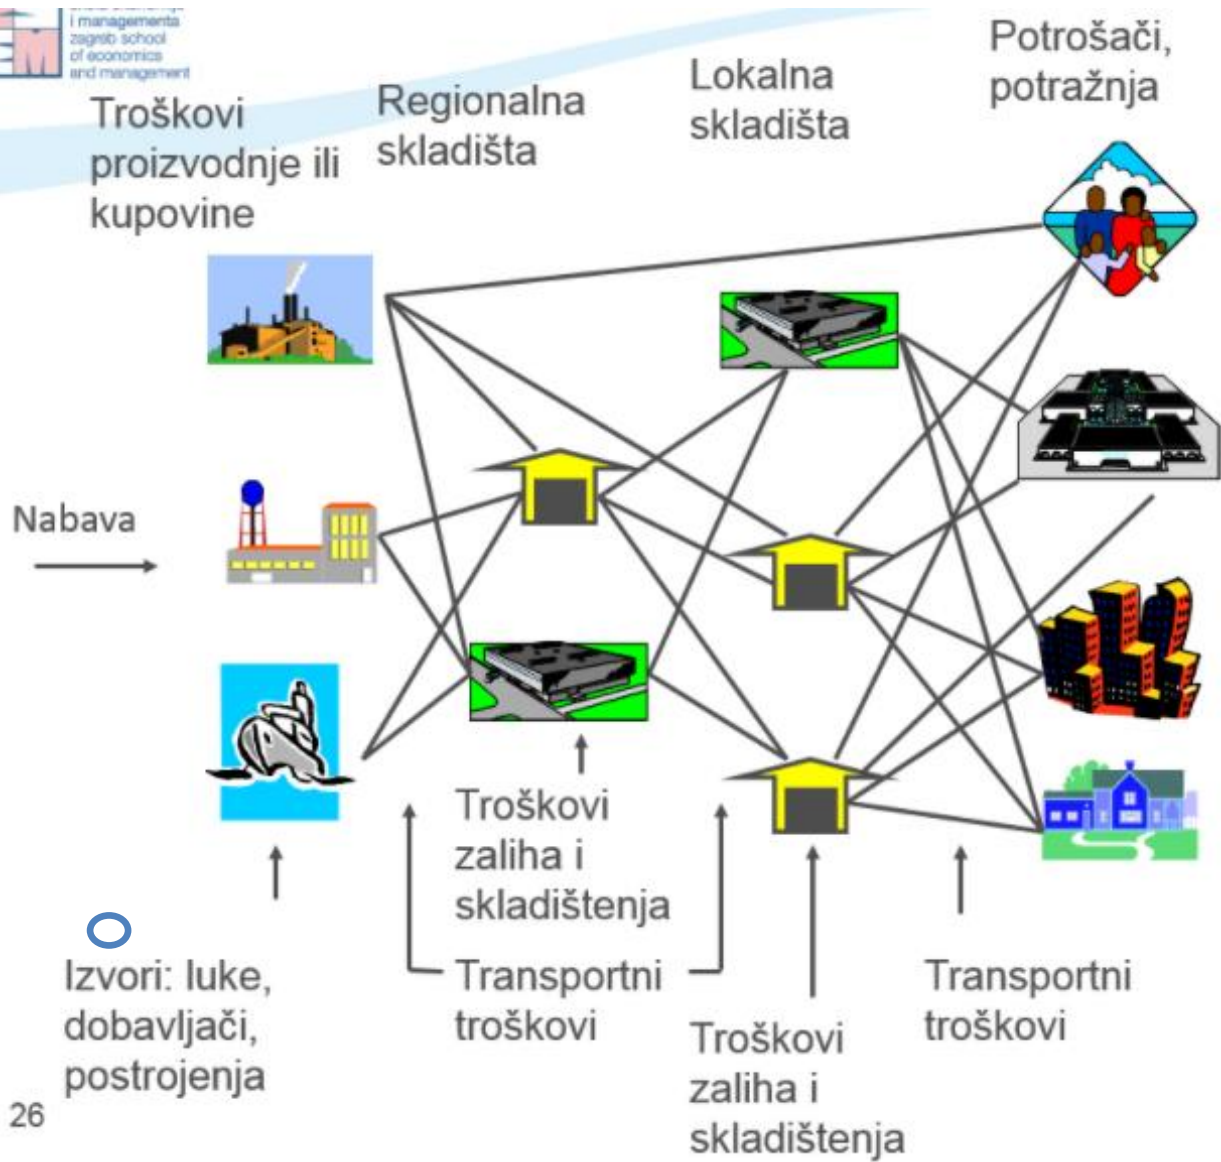 i managementa
zagreb school
of economics
and management
Troškovi
proizvodnje ili
kupovine
Regionalna
skladišta
Lokalna
skladišta
Potrošači,
potražnja
Nabava
Troškovi
zaliha i
skladištenja
Izvori: luke,
dobavljači,
postrojenja
Transportni
troškovi
Troškovi
zaliha i
skladištenja
Transportni
troškovi
26